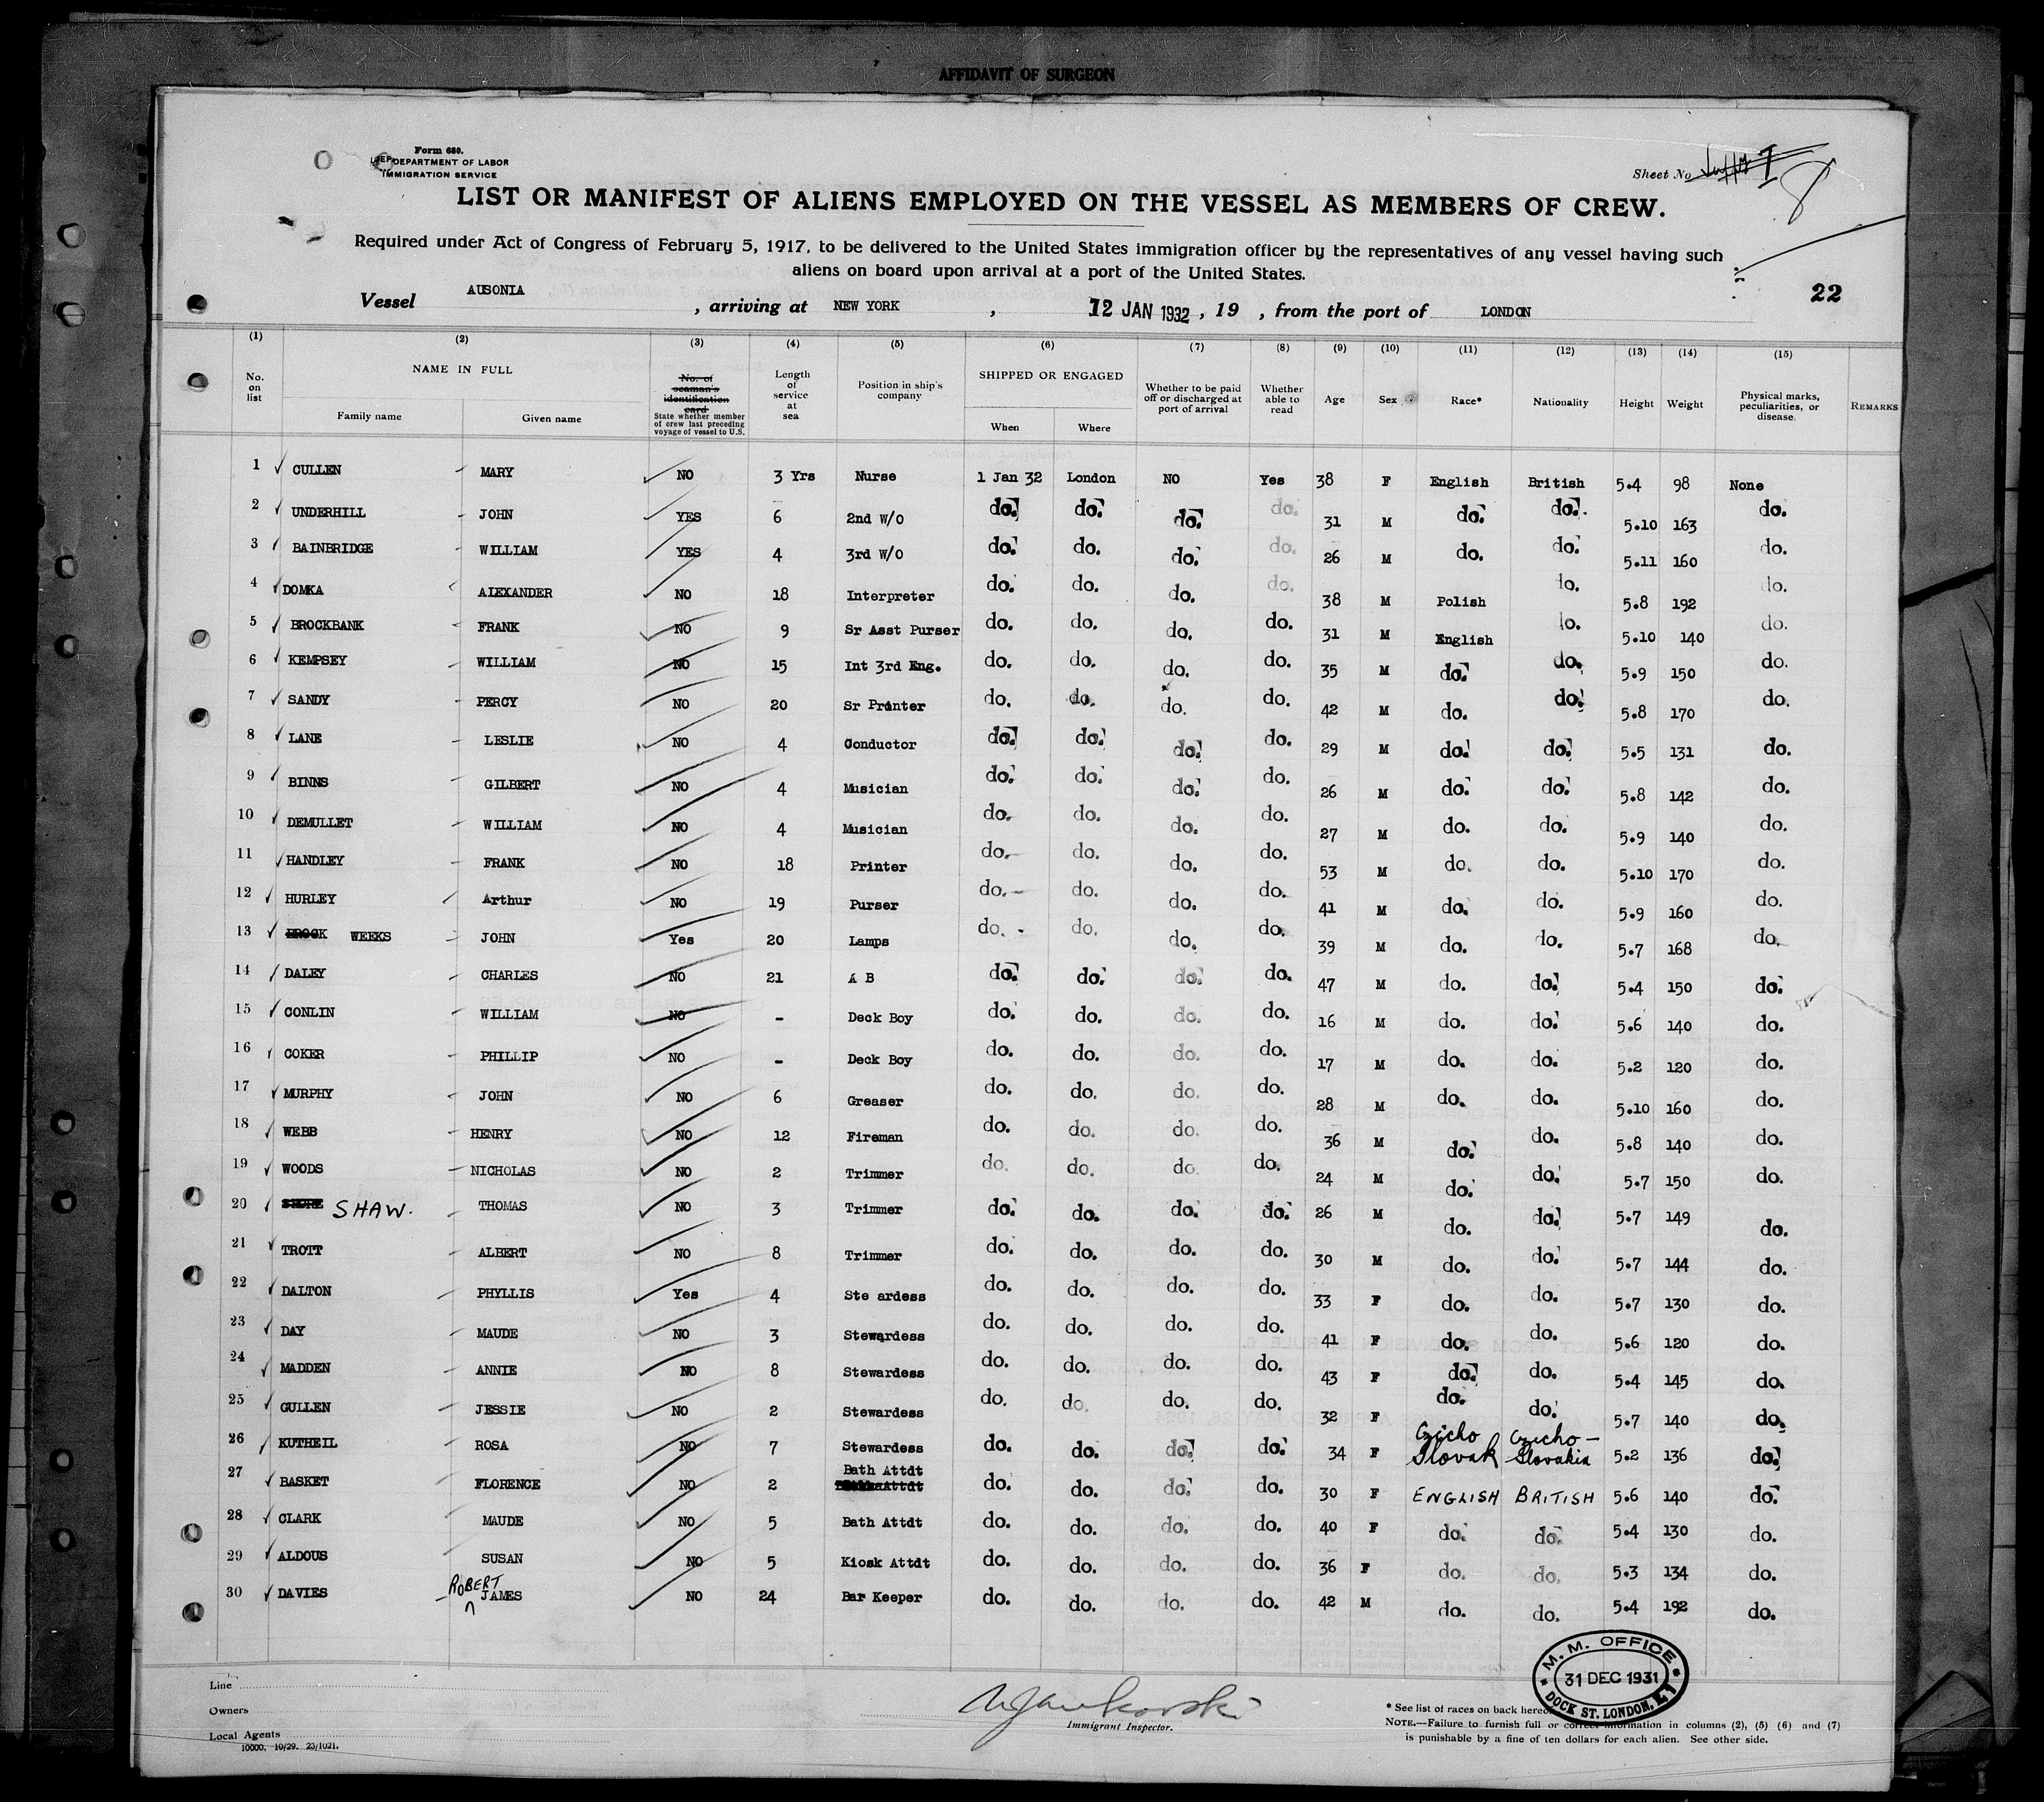 AFFIDAVIT OF SURGEON
Form 680.
DEPARTMENT OF LABOR
IMMIGRATION SERVICE
Sheet No
8
LIST OR MANIFEST OF ALIENS EMPLOYED ON THE VESSEL AS MEMBERS OF CREW.
Required under Act of Congress of February 5, 1917, to be delivered to the United States immigration officer by the representatives of any vessel having such
aliens on board upon arrival at a port of the United States.
22
Vessel AUSONIA , arriving at NEW YORK , 12 JAN 1932 , 19 , from the port of LONDON
(1) (2) (3) (4) (5) (6) (7) (8) (9) (10) (11) (12) (13) (14) (15)
No. on list NAME IN FULL Family name Given name No. of seaman's identification card State whether member of crew last preceding voyage of vessel to U.S. Length of service at sea Position in ship's company SHIPPED OR ENGAGED When Where Whether to be paid off or discharged at port of arrival Whether able to read Age Sex Race* Nationality Height Weight Physical marks, peculiarities, or disease. REMARKS
1 CULLEN MARY NO 3 Yrs Nurse 1 Jan 32 London NO Yes 38 F English British 5.4 98 None
2 UNDERHILL JOHN YES 6 2nd W/O do. do. do. do. 31 M do. do. 5.10 163 do.
3 BAINBRIDGE WILLIAM YES 4 3rd W/O do. do. do. do. 26 M do. do. 5.11 160 do.
4 DOMKA ALEXANDER NO 18 Interpreter do. do. do. do. 38 M Polish do. 5.8 192 do.
5 BROCKBANK FRANK NO 9 Sr Asst Purser do. do. do. do. 31 M English do. 5.10 140 do.
6 KEMPSEY WILLIAM NO 15 Int 3rd Eng. do. do. do. do. 35 M do. do. 5.9 150 do.
7 SANDY PERCY NO 20 Sr Printer do. do. do. do. 42 M do. do. 5.8 170 do.
8 LANE LESLIE NO 4 Conductor do. do. do. do. 29 M do. do. 5.5 131 do.
9 BINNS GILBERT NO 4 Musician do. do. do. do. 26 M do. do. 5.8 142 do.
10 DEMULLET WILLIAM NO 4 Musician do. do. do. do. 27 M do. do. 5.9 140 do.
11 HANDLEY FRANK NO 18 Printer do. do. do. do. 53 M do. do. 5.10 170 do.
12 HURLEY Arthur NO 19 Purser do. do. do. do. 41 M do. do. 5.9 160 do.
13 BROCK WEEKS JOHN Yes 20 Lamps do. do. do. do. 39 M do. do. 5.7 168 do.
14 DALEY CHARLES NO 21 A B do. do. do. do. 47 M do. do. 5.4 150 do.
15 CONLIN WILLIAM NO - Deck Boy do. do. do. do. 16 M do. do. 5.6 140 do.
16 COKER PHILLIP NO - Deck Boy do. do. do. do. 17 M do. do. 5.2 120 do.
17 MURPHY JOHN NO 6 Greaser do. do. do. do. 28 M do. do. 5.10 160 do.
18 WEBB HENRY NO 12 Fireman do. do. do. do. 36 M do. do. 5.8 140 do.
19 WOODS NICHOLAS NO 2 Trimmer do. do. do. do. 24 M do. do. 5.7 150 do.
20 SHAW. THOMAS NO 3 Trimmer do. do. do. do. 26 M do. do. 5.7 149 do.
21 TROTT ALBERT NO 8 Trimmer do. do. do. do. 30 M do. do. 5.7 144 do.
22 DALTON PHYLLIS Yes 4 Ste ardess do. do. do. do. 33 F do. do. 5.7 130 do.
23 DAY MAUDE NO 3 Stewardess do. do. do. do. 41 F do. do. 5.6 120 do.
24 MADDEN ANNIE NO 8 Stewardess do. do. do. do. 43 F do. do. 5.4 145 do.
25 GULLEN JESSIE NO 2 Stewardess do. do. do. do. 32 F do. do. 5.7 140 do.
26 KUTHEIL ROSA NO 7 Stewardess do. do. do. do. 34 F Czicho Slovak Czicho-Slovakia 5.2 136 do.
27 BASKET FLORENCE NO 2 Bath Attdt do. do. do. do. 30 F ENGLISH BRITISH 5.6 140 do.
28 CLARK MAUDE NO 5 Bath Attdt do. do. do. do. 40 F do. do. 5.4 130 do.
29 ALDOUS SUSAN NO 5 Kiosk Attdt do. do. do. do. 36 F do. do. 5.3 134 do.
30 DAVIES ROBERT JAMES NO 24 Bar Keeper do. do. do. do. 42 M do. do. 5.4 192 do.
M. M. OFFICE
31 DEC 1931
DOCK ST. LONDON, E.1
Line
Owners
Local Agents
10000. 10/29. 23/1021.
Immigrant Inspector.
* See list of races on back hereof.
NOTE.—Failure to furnish full or correct information in columns (2), (5) (6) and (7)
is punishable by a fine of ten dollars for each alien. See other side.